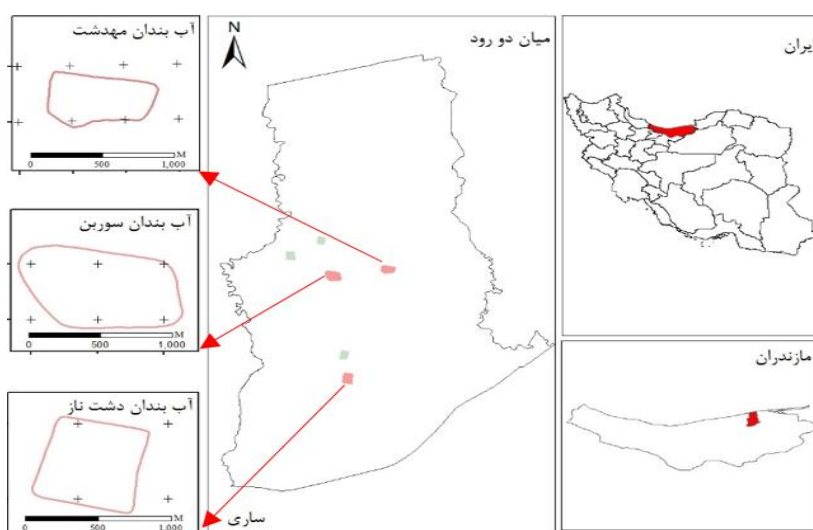 ایران
مازندران
میان دو رود
N
ساری
آب بندان مهدشت
0 500 1,000 M
آب بندان سوربن
0 500 1,000 M
آب بندان دشت ناز
0 500 1,000 M